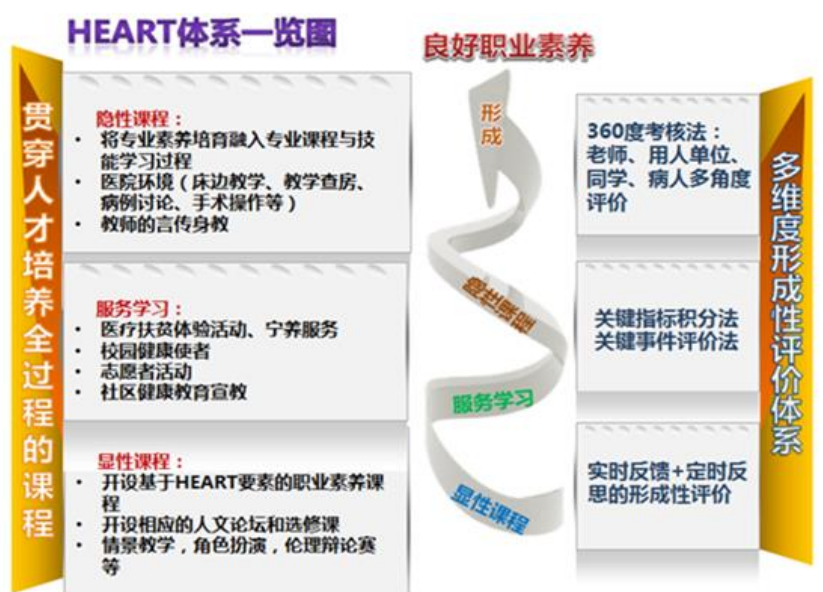 HEART体系一览图
贯穿人才培养全过程的课程
隐性课程：
· 将专业素养培育融入专业课程与技
能学习过程
· 医院环境（床边教学、教学查房、
病例讨论、手术操作等）
· 教师的言传身教
服务学习：
· 医疗扶贫体验活动、宁养服务
· 校园健康使者
· 志愿者活动
· 社区健康教育宣教
显性课程：
· 开设基于HEART要素的职业素养课
程
· 开设相应的人文论坛和选修课
· 情景教学，角色扮演，伦理辩论赛
等
良好职业素养
形成
隐性课程
服务学习
显性课程
360度考核法：
老师、用人单位、
同学、病人多角度
评价
关键指标积分法
关键事件评价法
实时反馈+定时反
思的形成性评价
多维度形成性评价体系